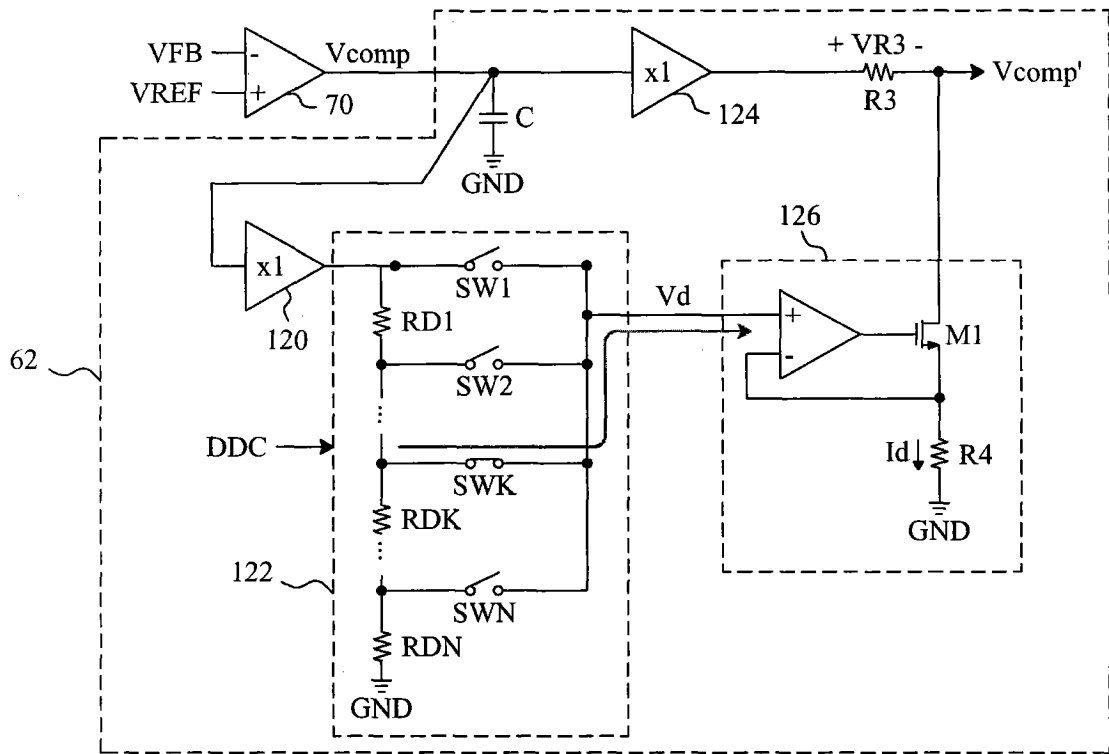 + VR3 -
VFB
-
Vcomp
x1
Vcomp'
VREF
+
70
124
R3
C
GND
x1
120
SW1
126
RD1
Vd
+
-
M1
62
SW2
DDC
SWK
Id
R4
RDK
GND
122
SWN
RDN
GND